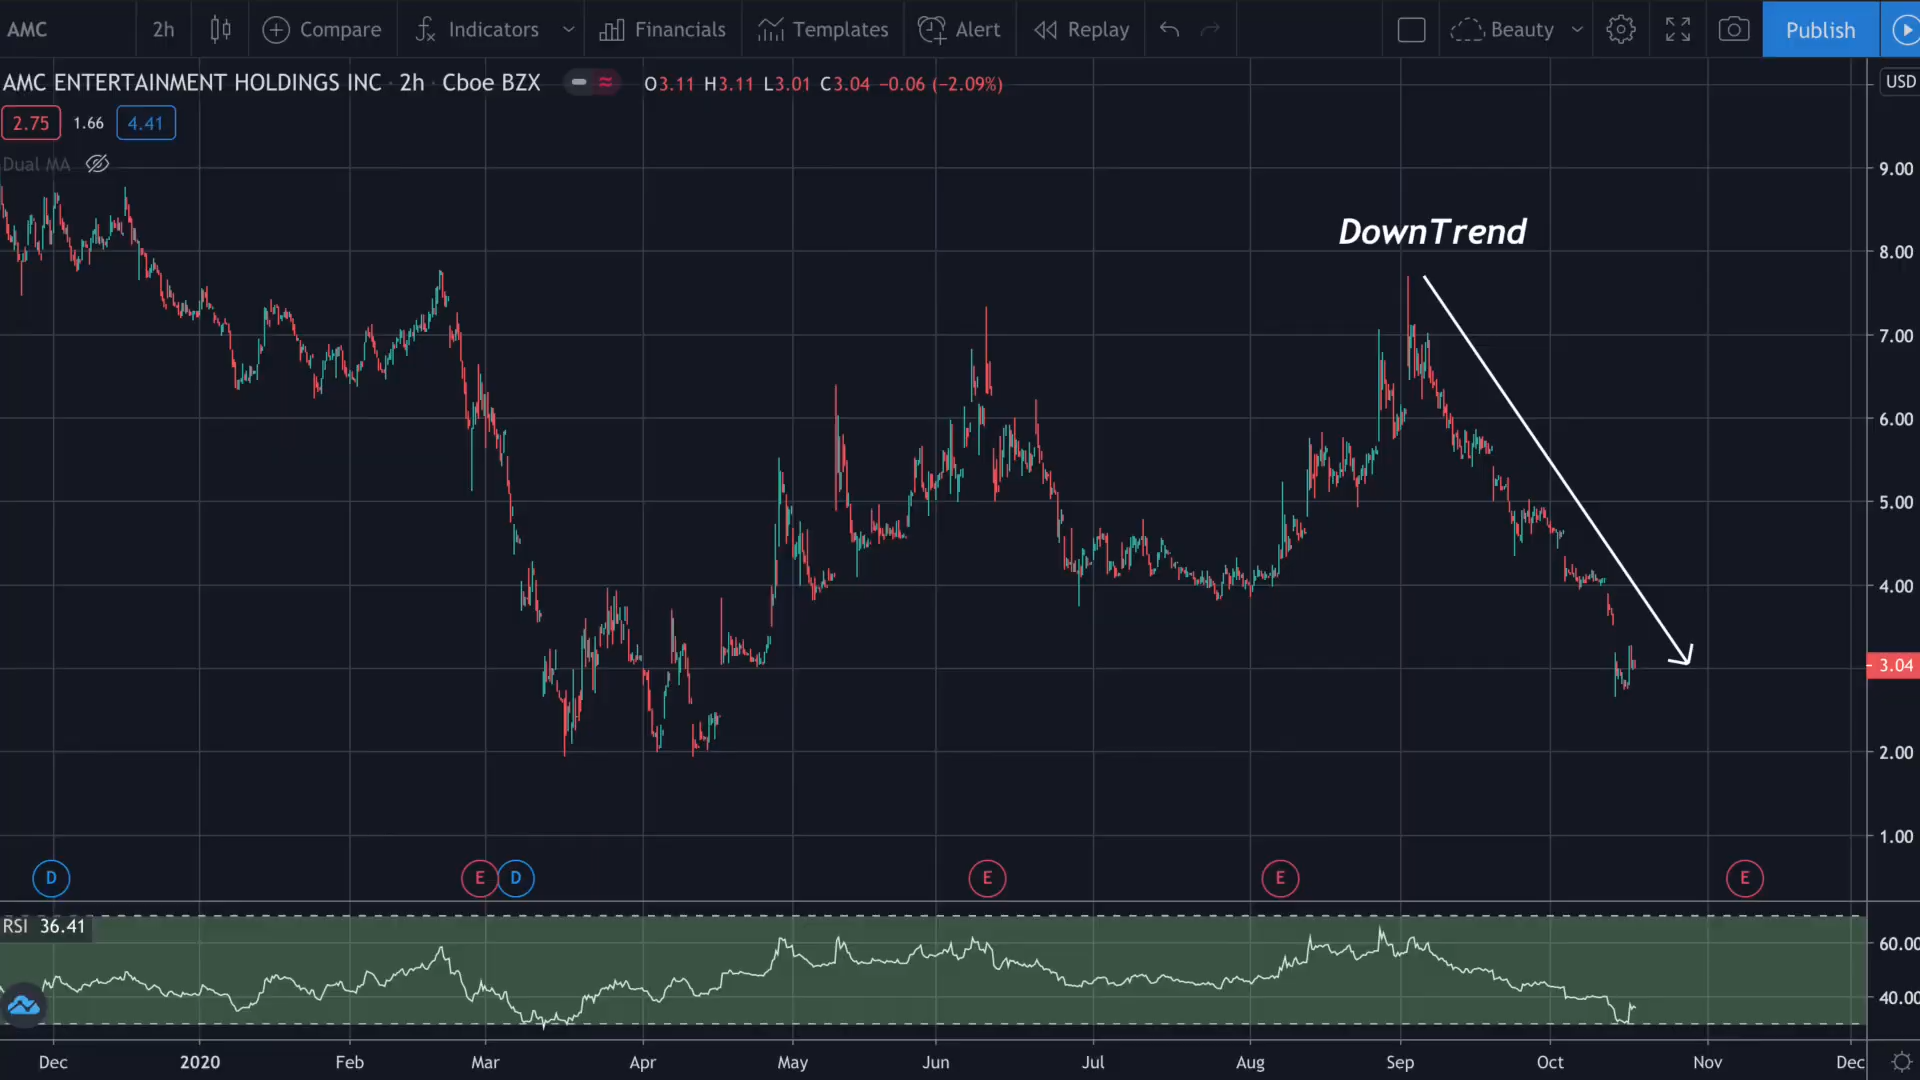 AMC 2h Compare Indicators Financials Templates Alert Replay Beauty Publish
AMC ENTERTAINMENT HOLDINGS INC · 2h · Cboe BZX O3.11 H3.11 L3.01 C3.04 −0.06 (−2.09%) USD
2.75 1.66 4.41
Dual MA
9.00
DownTrend
8.00
7.00
6.00
5.00
4.00
3.04
2.00
1.00
D E D E E E
RSI 36.41
60.00
40.00
Dec 2020 Feb Mar Apr May Jun Jul Aug Sep Oct Nov Dec